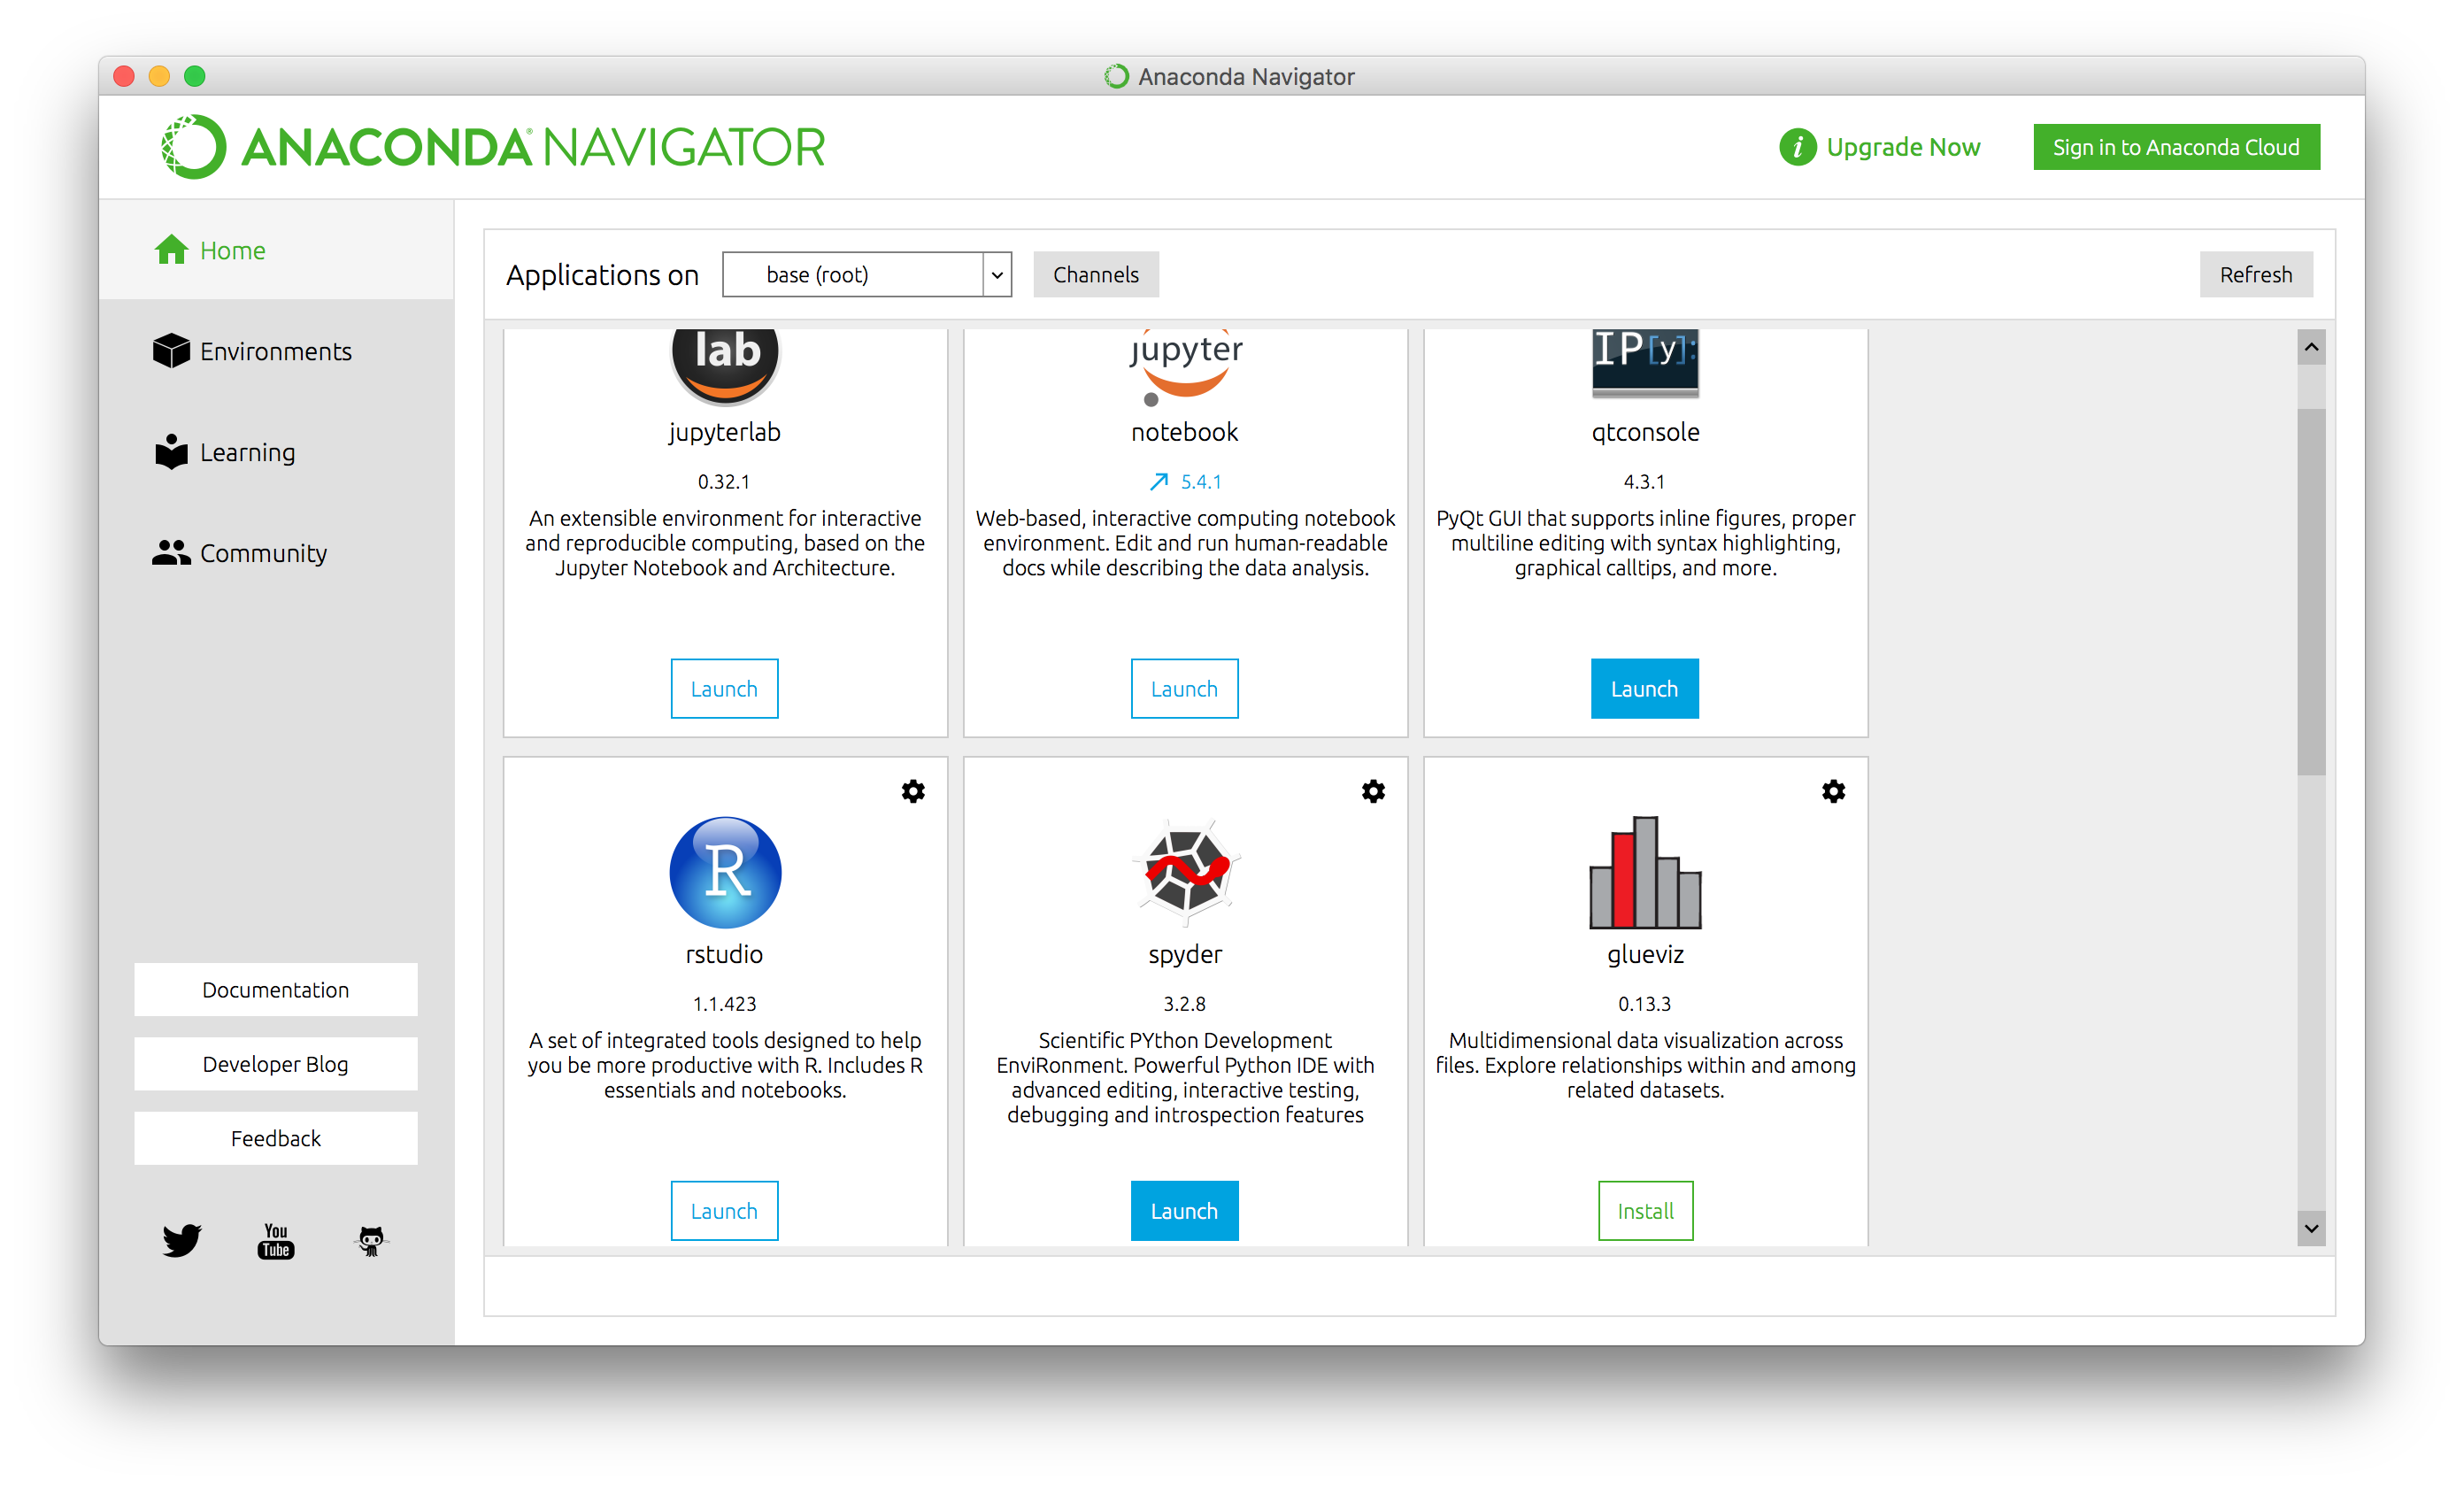 Anaconda Navigator
ANACONDA® NAVIGATOR
i Upgrade Now
Sign in to Anaconda Cloud
Home
Environments
Learning
Community
Documentation
Developer Blog
Feedback
You
Tube
Applications on
base (root)
Channels
Refresh
lab
jupyterlab
0.32.1
An extensible environment for interactive
and reproducible computing, based on the
Jupyter Notebook and Architecture.
Launch
jupyter
notebook
5.4.1
Web-based, interactive computing notebook
environment. Edit and run human-readable
docs while describing the data analysis.
Launch
IP[y]:
qtconsole
4.3.1
PyQt GUI that supports inline figures, proper
multiline editing with syntax highlighting,
graphical calltips, and more.
Launch
R
rstudio
1.1.423
A set of integrated tools designed to help
you be more productive with R. Includes R
essentials and notebooks.
Launch
spyder
3.2.8
Scientific PYthon Development
EnviRonment. Powerful Python IDE with
advanced editing, interactive testing,
debugging and introspection features
Launch
glueviz
0.13.3
Multidimensional data visualization across
files. Explore relationships within and among
related datasets.
Install